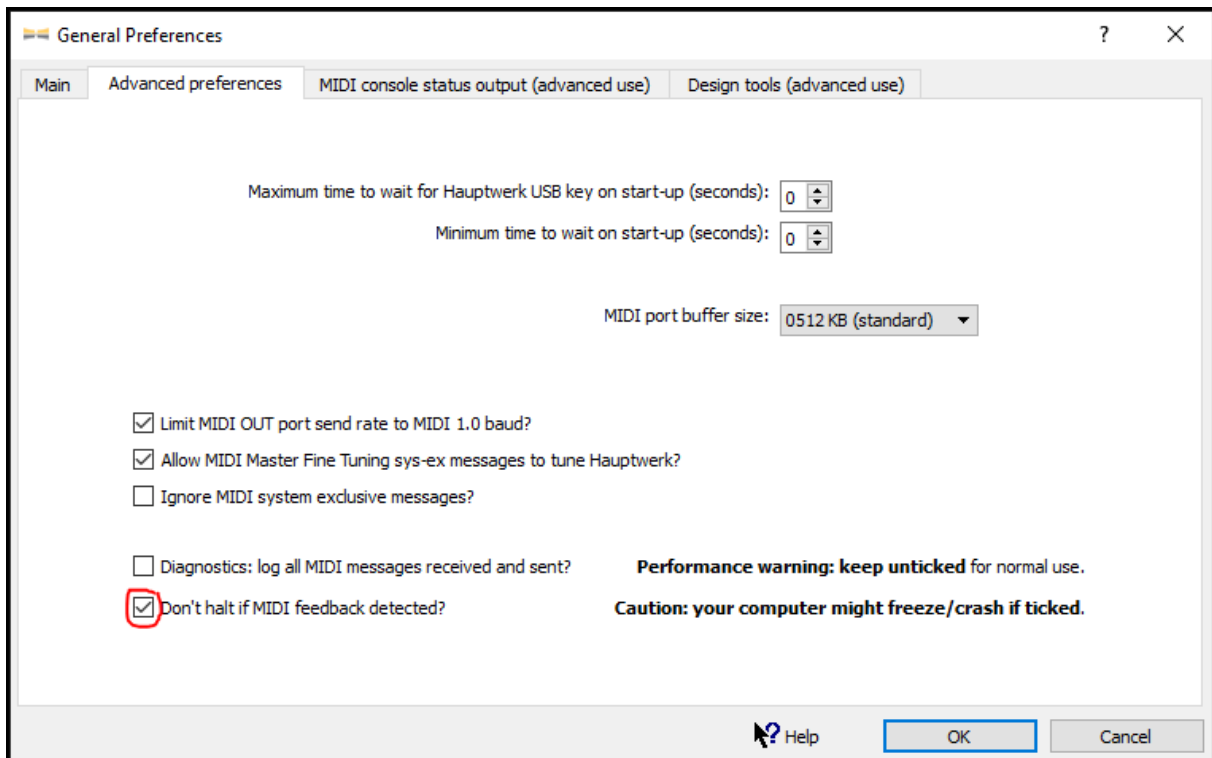 General Preferences ?
Main Advanced preferences MIDI console status output (advanced use) Design tools (advanced use)
Maximum time to wait for Hauptwerk USB key on start-up (seconds): 0
Minimum time to wait on start-up (seconds): 0
MIDI port buffer size: 0512 KB (standard)
Limit MIDI OUT port send rate to MIDI 1.0 baud?
Allow MIDI Master Fine Tuning sys-ex messages to tune Hauptwerk?
Ignore MIDI system exclusive messages?
Diagnostics: log all MIDI messages received and sent? Performance warning: keep unticked for normal use.
Don't halt if MIDI feedback detected? Caution: your computer might freeze/crash if ticked.
? Help OK Cancel